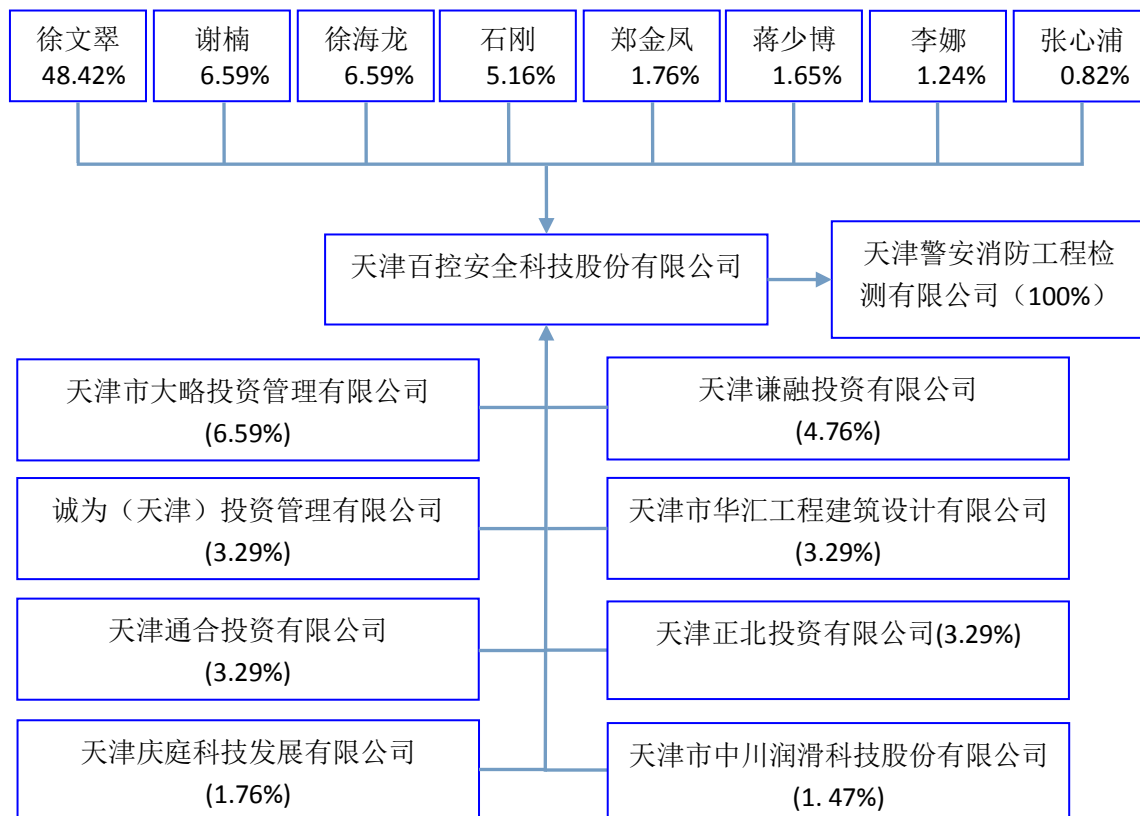 徐文翠
48.42%
谢楠
6.59%
徐海龙
6.59%
石刚
5.16%
郑金凤
1.76%
蒋少博
1.65%
李娜
1.24%
张心浦
0.82%
天津百控安全科技股份有限公司
天津警安消防工程检
测有限公司（100%）
天津市大略投资管理有限公司
(6.59%)
天津谦融投资有限公司
(4.76%)
诚为（天津）投资管理有限公司
(3.29%)
天津市华汇工程建筑设计有限公司
(3.29%)
天津通合投资有限公司
(3.29%)
天津正北投资有限公司(3.29%)
天津庆庭科技发展有限公司
(1.76%)
天津市中川润滑科技股份有限公司
(1. 47%)